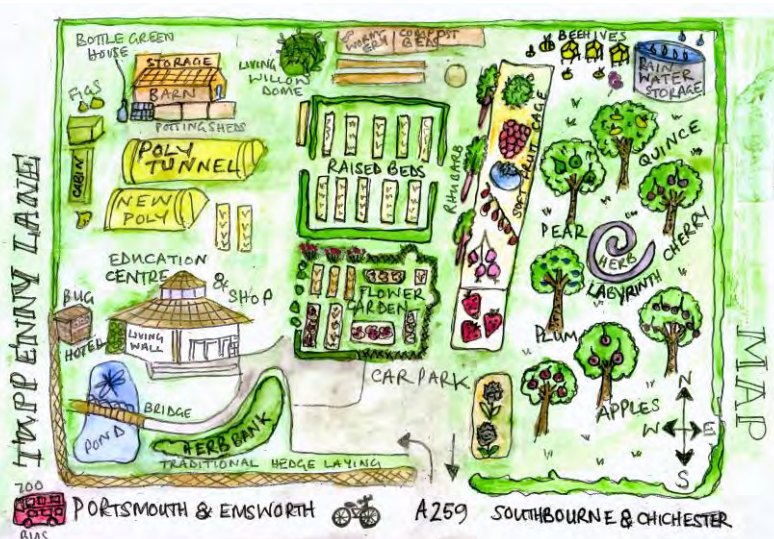 BOTTLE GREEN
HOUSE
STORAGE
BARN
POTTING SHEDS
FIGS
CABIN
POLY
TUNNEL
NEW
POLY
LIVING
WILLOW
DOME
WORMERY
COMPOST
BEDS
BEEHIVES
RAIN
WATER
STORAGE
RAISED BEDS
RHUBARB
SOFT FRUIT CAGE
QUINCE
PEAR
CHERRY
HERB
LABYRINTH
PLUM
APPLES
EDUCATION
CENTRE
& SHOP
FLOWER
GARDEN
BUG
HOTEL
LIVING
WALL
CAR PARK
BRIDGE
POND
HERB BANK
TRADITIONAL HEDGE LAYING
TAPPENNY LANE
MAP
N
W
E
S
700
BUS
PORTSMOUTH & EMSWORTH
A259
SOUTHBOURNE & CHICHESTER